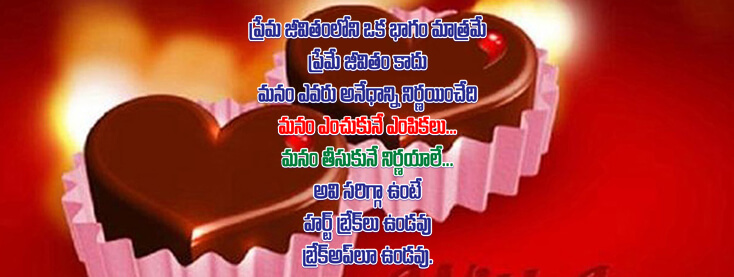 ప్రేమ జీవితంలోని ఒక భాగం మాత్రమే
ప్రేమే జీవితం కాదు
మనం ఎవరు అనేధాన్ని నిర్ణయించేది
మనం ఎంచుకునే ఎంపికలు...
మనం తీసుకునే నిర్ణయాలే...
అవి సరిగ్గా ఉంటే
హర్ట్ బ్రేక్‌లు ఉండవు
బ్రేక్‌అప్‌లూ ఉండవు.